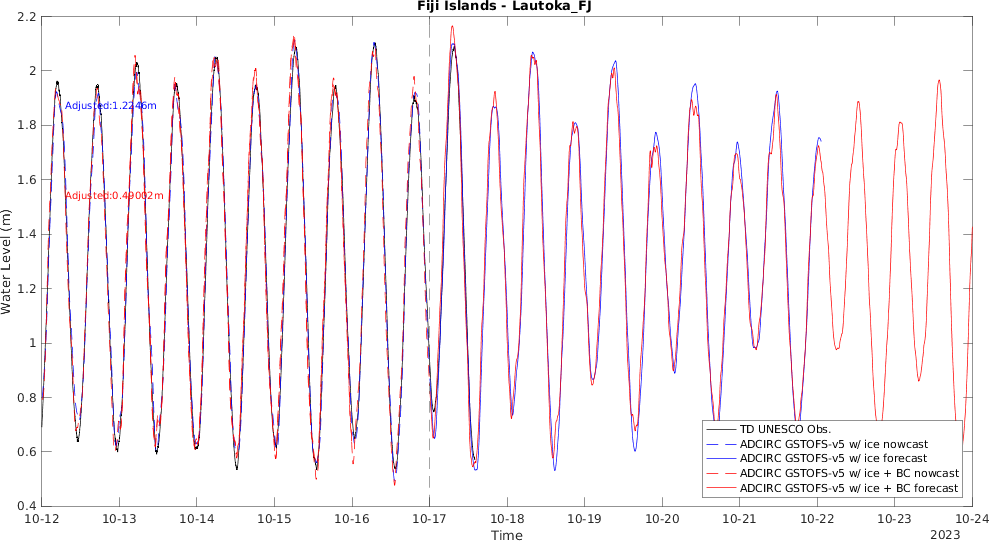 Fiji Islands - Lautoka_FJ
2.2
2
1.8
1.6
1.4
1.2
1
0.8
0.6
0.4
Water Level (m)
Adjusted:1.2246m
Adjusted:0.49002m
TD UNESCO Obs.
ADCIRC GSTOFS-v5 w/ ice nowcast
ADCIRC GSTOFS-v5 w/ ice forecast
ADCIRC GSTOFS-v5 w/ ice + BC nowcast
ADCIRC GSTOFS-v5 w/ ice + BC forecast
10-12 10-13 10-14 10-15 10-16 10-17 10-18 10-19 10-20 10-21 10-22 10-23 10-24
Time
2023